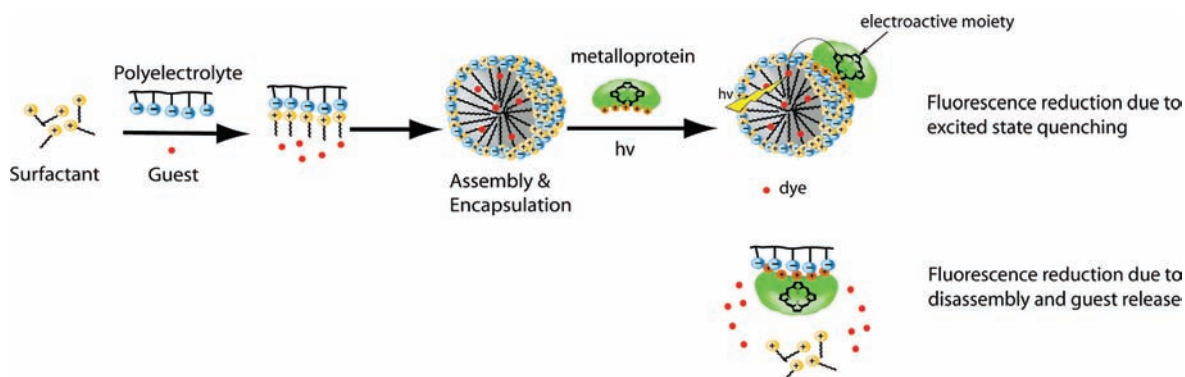 electroactive moiety
metalloprotein
Polyelectrolyte
hv
Fluorescence reduction due to
excited state quenching
hv
Surfactant
Guest
Assembly &
Encapsulation
dye
Fluorescence reduction due to
disassembly and guest release